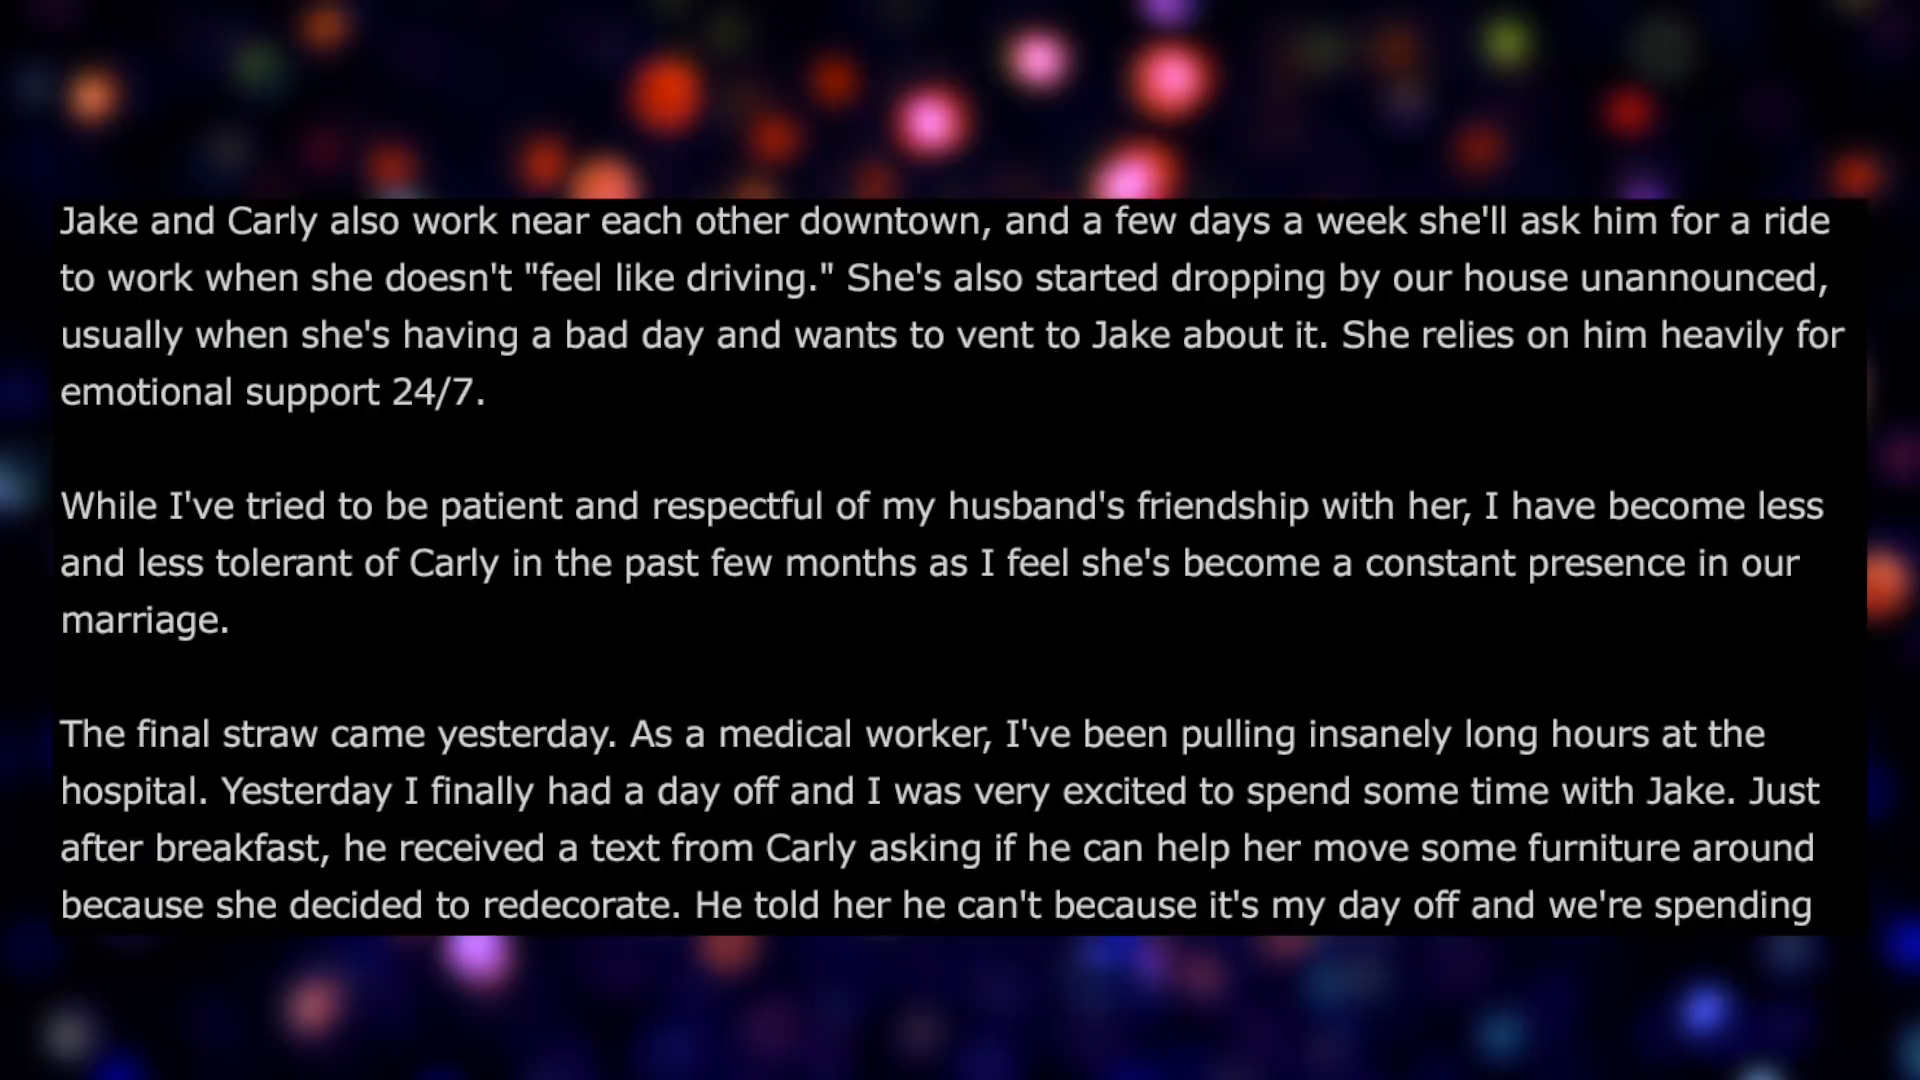 Jake and Carly also work near each other downtown, and a few days a week she'll ask him for a ride
to work when she doesn't "feel like driving." She's also started dropping by our house unannounced,
usually when she's having a bad day and wants to vent to Jake about it. She relies on him heavily for
emotional support 24/7.
While I've tried to be patient and respectful of my husband's friendship with her, I have become less
and less tolerant of Carly in the past few months as I feel she's become a constant presence in our
marriage.
The final straw came yesterday. As a medical worker, I've been pulling insanely long hours at the
hospital. Yesterday I finally had a day off and I was very excited to spend some time with Jake. Just
after breakfast, he received a text from Carly asking if he can help her move some furniture around
because she decided to redecorate. He told her he can't because it's my day off and we're spending